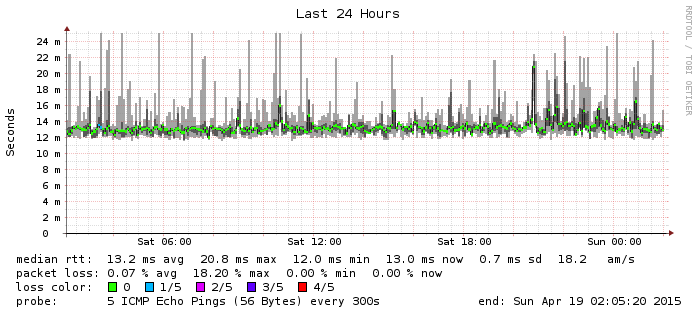 Last 24 Hours
RRDTOOL / TOBI OETIKER
Seconds
24 m
22 m
20 m
18 m
16 m
14 m
12 m
10 m
8 m
6 m
4 m
2 m
0
Sat 06:00 Sat 12:00 Sat 18:00 Sun 00:00
median rtt: 13.2 ms avg 20.8 ms max 12.0 ms min 13.0 ms now 0.7 ms sd 18.2 am/s
packet loss: 0.07 % avg 18.20 % max 0.00 % min 0.00 % now
loss color: 0 1/5 2/5 3/5 4/5
probe: 5 ICMP Echo Pings (56 Bytes) every 300s end: Sun Apr 19 02:05:20 2015